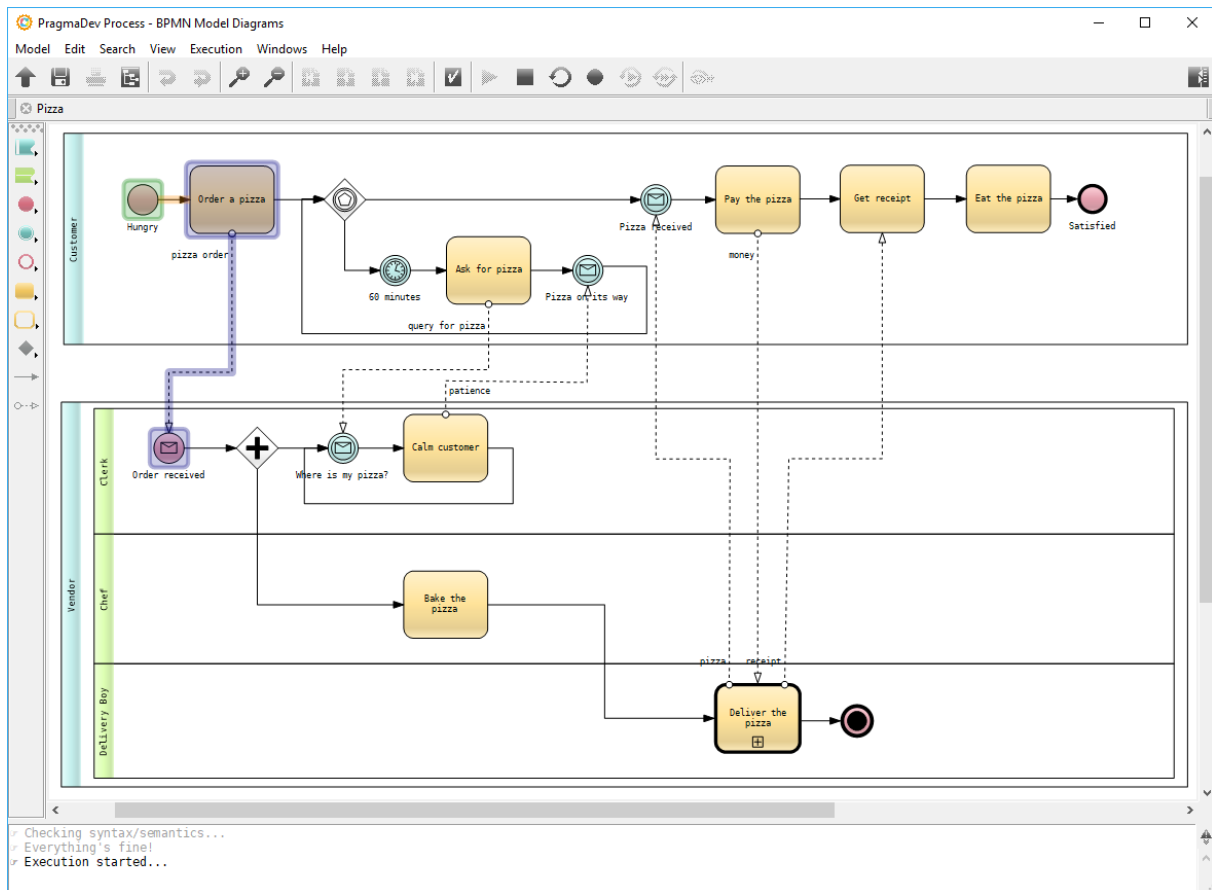 PragmaDev Process - BPMN Model Diagrams
Model Edit Search View Execution Windows Help
Pizza
Customer
Hungry
Order a pizza
pizza order
60 minutes
Ask for pizza
query for pizza
Pizza on its way
Pizza received
Pay the pizza
money
Get receipt
Eat the pizza
Satisfied
patience
Vendor
Clerk
Order received
Where is my pizza?
Calm customer
Chef
Bake the
pizza
Delivery Boy
pizza
receipt
Deliver the
pizza
Checking syntax/semantics...
Everything's fine!
Execution started...